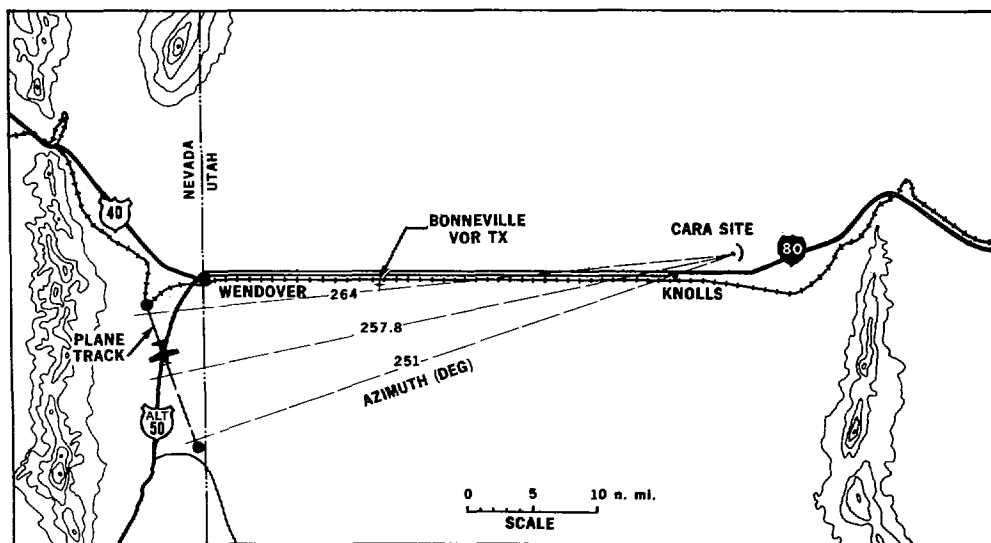 NEVADA
UTAH
40
BONNEVILLE
VOR TX
CARA SITE
80
WENDOVER
264
KNOLLS
PLANE
TRACK
257.8
251
AZIMUTH (DEG)
ALT
50
0 5 10 n. mi.
SCALE